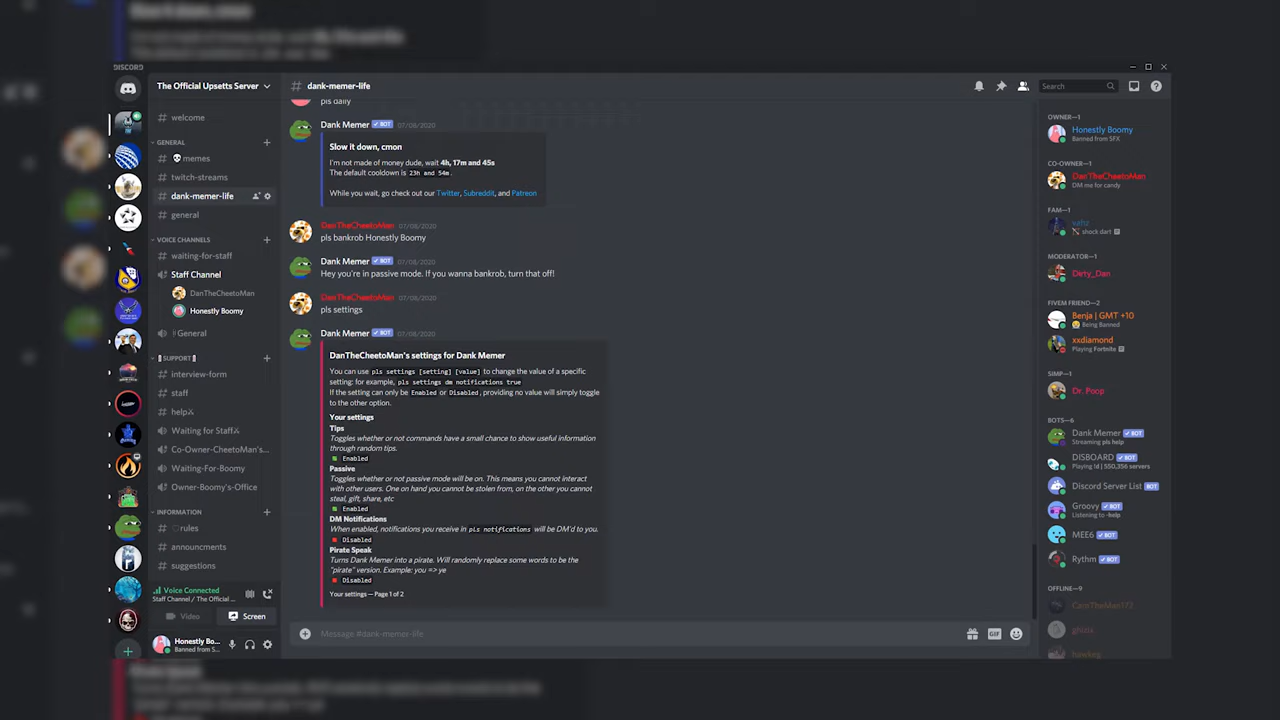 DISCORD
The Official Upsetts Server
welcome
GENERAL
memes
twitch-streams
dank-memer-life
general
VOICE CHANNELS
waiting-for-staff
Staff Channel
DanTheCheetoMan
Honestly Boomy
General
SUPPORT
interview-form
staff
help
Waiting for Staff
Co-Owner-CheetoMan's...
Waiting-For-Boomy
Owner-Boomy's-Office
INFORMATION
rules
announcments
suggestions
Voice Connected
Staff Channel / The Official ...
Video
Screen
Honestly Bo...
Banned from S...
# dank-memer-life
Search
pls daily
Dank Memer BOT 07/08/2020
Slow it down, cmon
I'm not made of money dude, wait 4h, 17m and 45s
The default cooldown is 23h and 54m.
While you wait, go check out our Twitter, Subreddit, and Patreon
DanTheCheetoMan 07/08/2020
pls bankrob Honestly Boomy
Dank Memer BOT 07/08/2020
Hey you're in passive mode. If you wanna bankrob, turn that off!
DanTheCheetoMan 07/08/2020
pls settings
Dank Memer BOT 07/08/2020
DanTheCheetoMan's settings for Dank Memer
You can use pls settings [setting] [value] to change the value of a specific
setting: for example, pls settings dm notifications true
If the setting can only be Enabled or Disabled, providing no value will simply toggle
to the other option.
Your settings
Tips
Toggles whether or not commands have a small chance to show useful information
through random tips.
Enabled
Passive
Toggles whether or not passive mode will be on. This means you cannot interact
with other users. One on hand you cannot be stolen from, on the other you cannot
steal, gift, share, etc
Enabled
DM Notifications
When enabled, notifications you receive in pls notifications will be DM'd to you.
Disabled
Pirate Speak
Turns Dank Memer into a pirate. Will randomly replace some words to be the
"pirate" version. Example: you => ye
Disabled
Your settings — Page 1 of 2
Message #dank-memer-life
GIF
OWNER—1
Honestly Boomy
Banned from SFX
CO-OWNER—1
DanTheCheetoMan
DM me for candy
FAM—1
shock dart
MODERATOR—1
Dirty_Dan
FIVEM FRIEND—2
Benja | GMT +10
Being Banned
xxdiamond
Playing Fortnite
SIMP—1
Dr. Poop
BOTS—6
Dank Memer BOT
Streaming pls help
DISBOARD BOT
Playing !d | 550,356 servers
Discord Server List BOT
Groovy BOT
Listening to -help
MEE6 BOT
Rythm BOT
OFFLINE—9
CamTheMan172